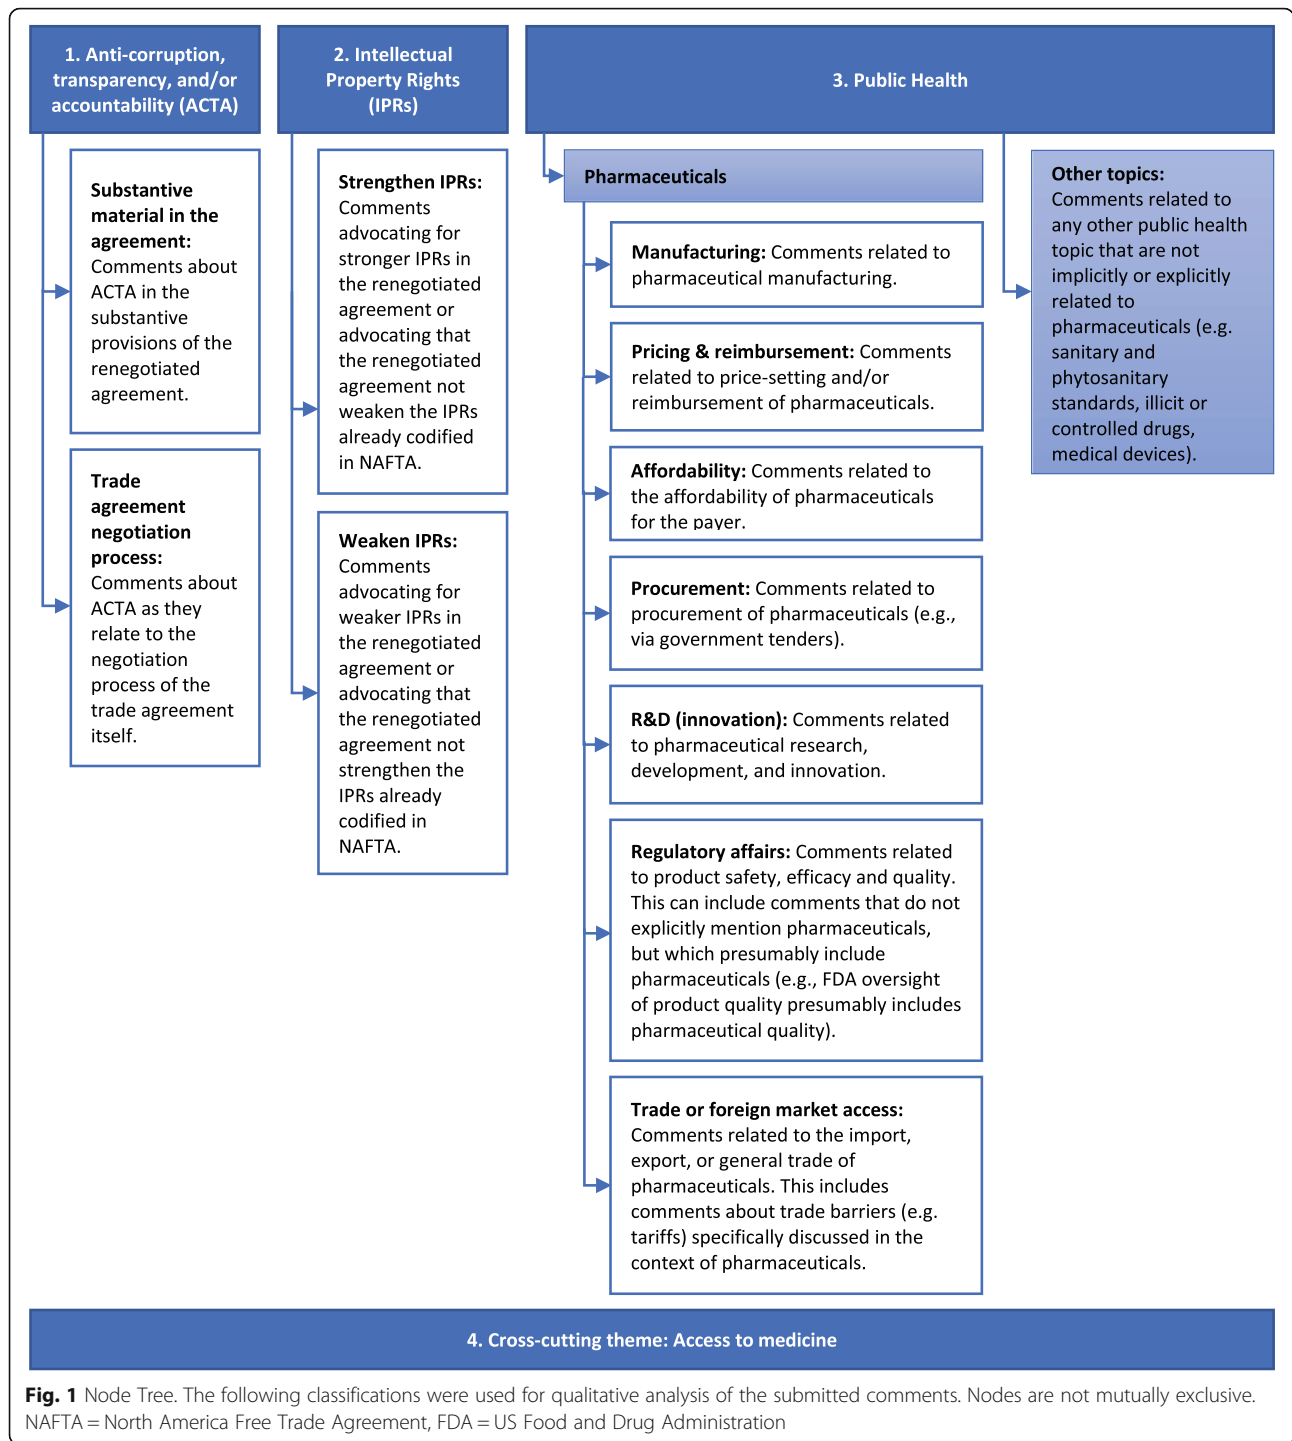 1. Anti-corruption,
transparency, and/or
accountability (ACTA)
Substantive
material in the
agreement:
Comments about
ACTA in the
substantive
provisions of the
renegotiated
agreement.
Trade
agreement
negotiation
process:
Comments about
ACTA as they
relate to the
negotiation
process of the
trade agreement
itself.
2. Intellectual
Property Rights
(IPRs)
Strengthen IPRs:
Comments
advocating for
stronger IPRs in
the renegotiated
agreement or
advocating that
the renegotiated
agreement not
weaken the IPRs
already codified
in NAFTA.
Weaken IPRs:
Comments
advocating for
weaker IPRs in
the renegotiated
agreement or
advocating that
the renegotiated
agreement not
strengthen the
IPRs already
codified in
NAFTA.
3. Public Health
Pharmaceuticals
Manufacturing: Comments related to
pharmaceutical manufacturing.
Pricing & reimbursement: Comments
related to price-setting and/or
reimbursement of pharmaceuticals.
Affordability: Comments related to
the affordability of pharmaceuticals
for the payer.
Procurement: Comments related to
procurement of pharmaceuticals (e.g.,
via government tenders).
R&D (innovation): Comments related
to pharmaceutical research,
development, and innovation.
Regulatory affairs: Comments related
to product safety, efficacy and quality.
This can include comments that do not
explicitly mention pharmaceuticals,
but which presumably include
pharmaceuticals (e.g., FDA oversight
of product quality presumably includes
pharmaceutical quality).
Trade or foreign market access:
Comments related to the import,
export, or general trade of
pharmaceuticals. This includes
comments about trade barriers (e.g.
tariffs) specifically discussed in the
context of pharmaceuticals.
Other topics:
Comments related to
any other public health
topic that are not
implicitly or explicitly
related to
pharmaceuticals (e.g.
sanitary and
phytosanitary
standards, illicit or
controlled drugs,
medical devices).
4. Cross-cutting theme: Access to medicine
Fig. 1 Node Tree. The following classifications were used for qualitative analysis of the submitted comments. Nodes are not mutually exclusive.
NAFTA = North America Free Trade Agreement, FDA = US Food and Drug Administration